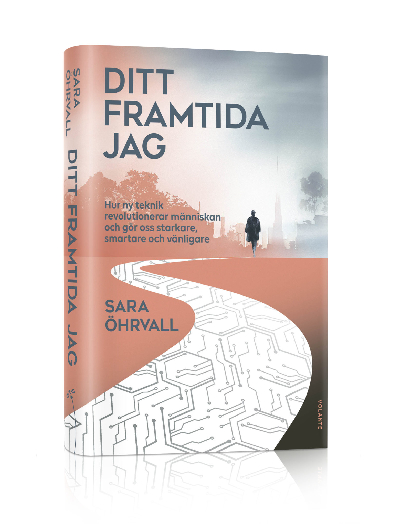 DITT
FRAMTIDA
JAG
Hur ny teknik
revolutionerar människan
och gör oss starkare,
smartare och vänligare
SARA
ÖHRVALL
VOLANTE
SARA
ÖHRVALL
DITT FRAMTIDA JAG